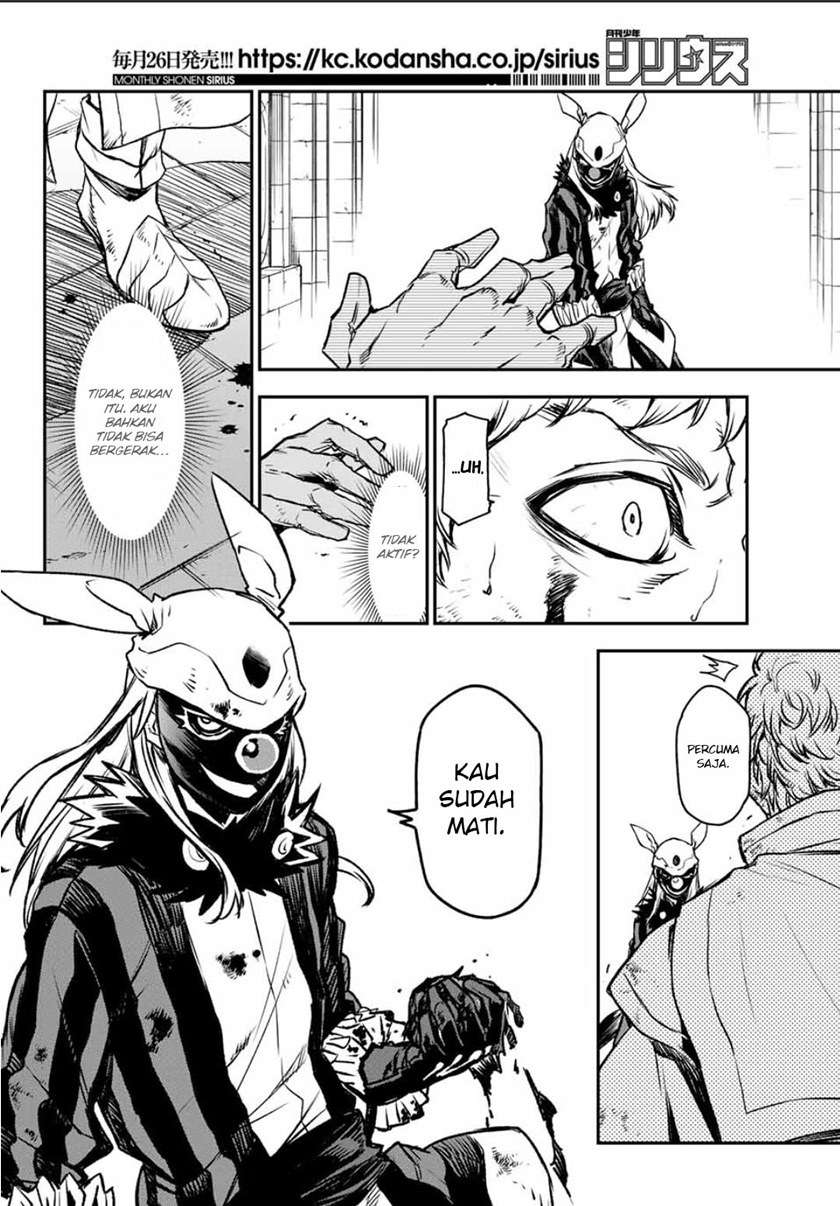 毎月26日発売!!! https://kc.kodansha.co.jp/sirius
MONTHLY SHONEN SIRIUS
月刊少年
シリウス
...UH.
TIDAK
AKTIF?
TIDAK, BUKAN
ITU. AKU
BAHKAN
TIDAK BISA
BERGERAK...
PERCUMA
SAJA.
KAU
SUDAH
MATI.